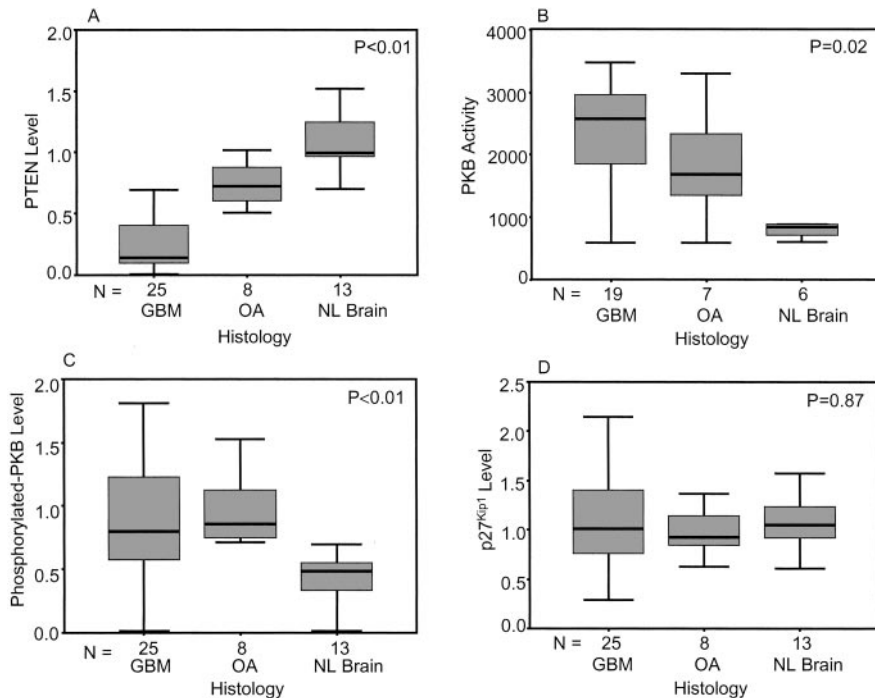 A
P<0.01
PTEN Level
2.0
1.5
1.0
0.5
0.0
N = 25 8 13
GBM OA NL Brain
Histology
B
P=0.02
PKB Activity
4000
3000
2000
1000
0
N = 19 7 6
GBM OA NL Brain
Histology
C
P<0.01
Phosphorylated-PKB Level
2.0
1.5
1.0
0.5
0.0
N = 25 8 13
GBM OA NL Brain
Histology
D
P=0.87
p27Kip1 Level
2.5
2.0
1.5
1.0
0.5
0.0
N = 25 8 13
GBM OA NL Brain
Histology